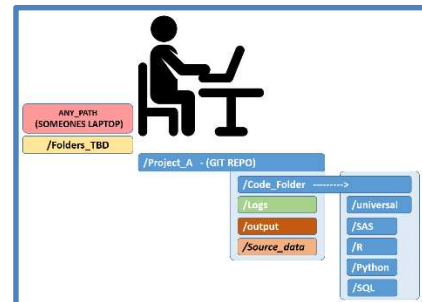 ANY_PATH
(SOMEONES LAPTOP)
/Folders_TBD
/Project_A - (GIT REPO)
/Code_Folder --------->
/Logs
/output
/Source_data
/universal
/SAS
/R
/Python
/SQL